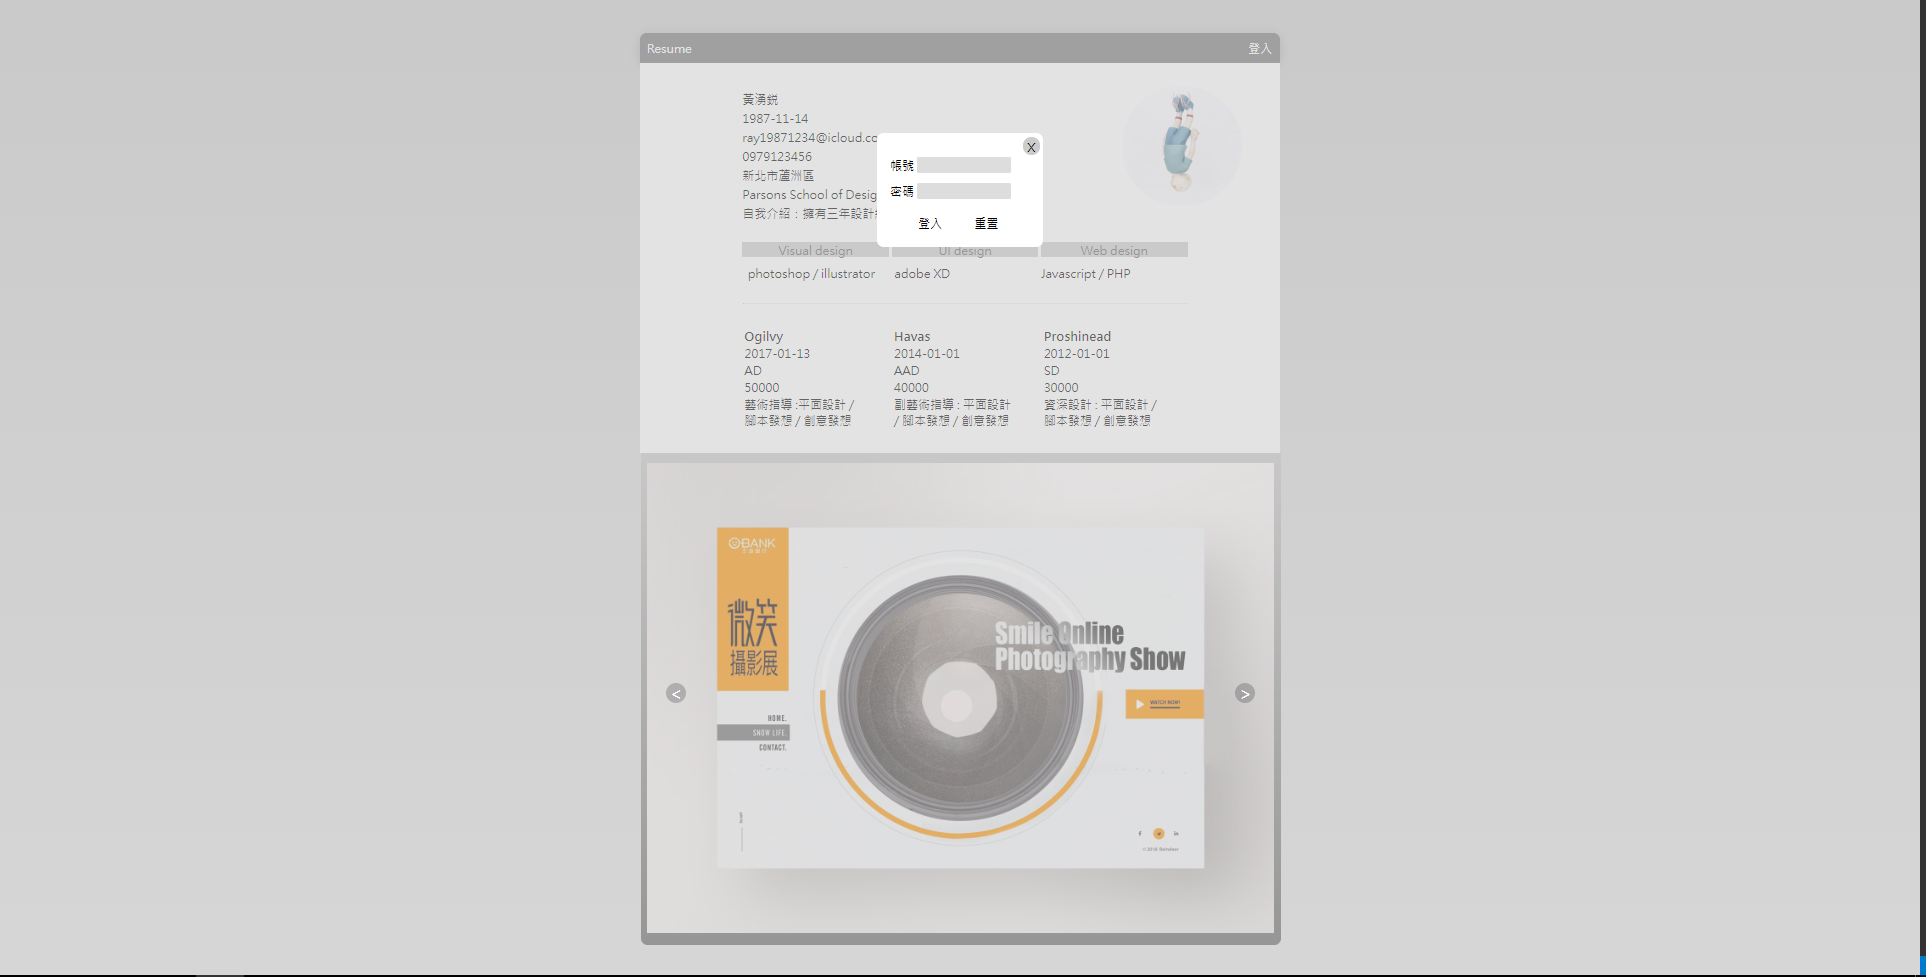 Resume
登入
黃湧鋭
1987-11-14
ray19871234@icloud.co
0979123456
新北市蘆洲區
Parsons School of Desig
自我介紹：擁有三年設計
X
帳號
密碼
登入 重置
Visual design UI design Web design
photoshop / illustrator adobe XD Javascript / PHP
Ogilvy
2017-01-13
AD
50000
藝術指導 :平面設計 /
腳本發想 / 創意發想
Havas
2014-01-01
AAD
40000
副藝術指導 : 平面設計
/ 腳本發想 / 創意發想
Proshinead
2012-01-01
SD
30000
資深設計 : 平面設計 /
腳本發想 / 創意發想
BANK
微笑
攝影展
Smile Online
Photography Show
< >
WATCH NOW!
HOME.
SNOW LIFE.
CONTACT.